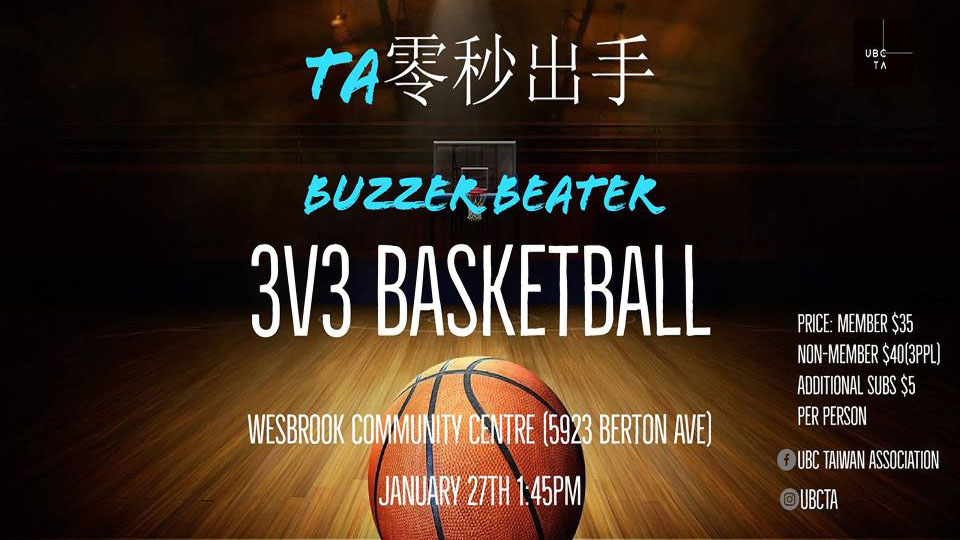 TA零秒出手
UBC
TA
BUZZER BEATER
3V3 BASKETBALL
PRICE: MEMBER $35
NON-MEMBER $40(3PPL)
ADDITIONAL SUBS $5
PER PERSON
WESBROOK COMMUNITY CENTRE (5923 BERTON AVE)
JANUARY 27TH 1:45PM
UBC TAIWAN ASSOCIATION
UBCTA